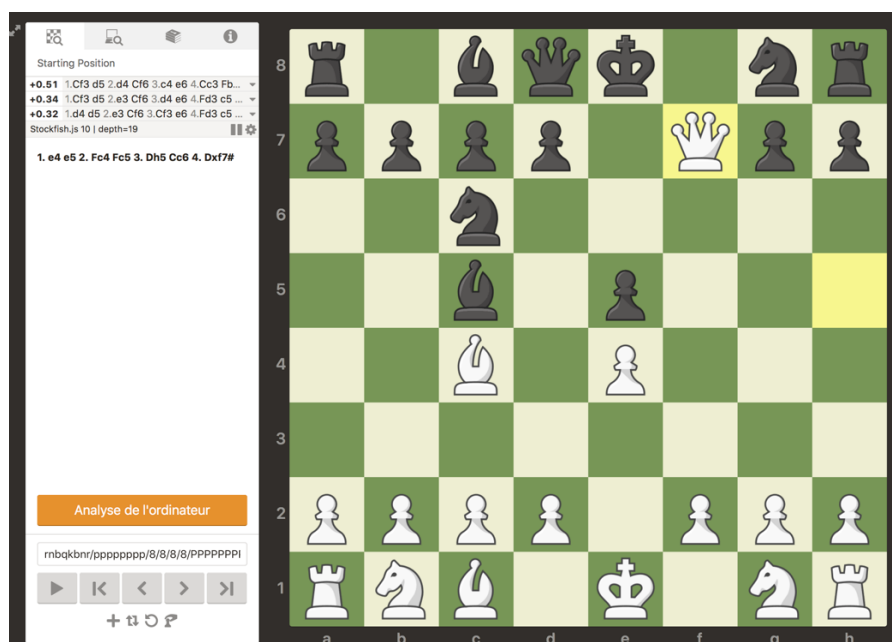 Starting Position
+0.51 1.Cf3 d5 2.d4 Cf6 3.c4 e6 4.Cc3 Fb...
+0.34 1.Cf3 d5 2.e3 Cf6 3.d4 e6 4.Fd3 c5 ...
+0.32 1.d4 d5 2.e3 Cf6 3.Cf3 e6 4.Fd3 c5 ...
Stockfish.js 10 | depth=19
1. e4 e5 2. Fc4 Fc5 3. Dh5 Cc6 4. Dxf7#
Analyse de l'ordinateur
rnbqkbnr/pppppppp/8/8/8/8/PPPPPPP
8
7
6
5
4
3
2
1
a b c d e f g h